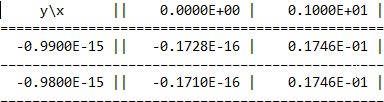 y\x || 0.0000E+00 | 0.1000E+01 |
================================================
-0.9900E-15 || -0.1728E-16 | 0.1746E-01 |
------------------------------------------------
-0.9800E-15 || -0.1710E-16 | 0.1746E-01 |
------------------------------------------------